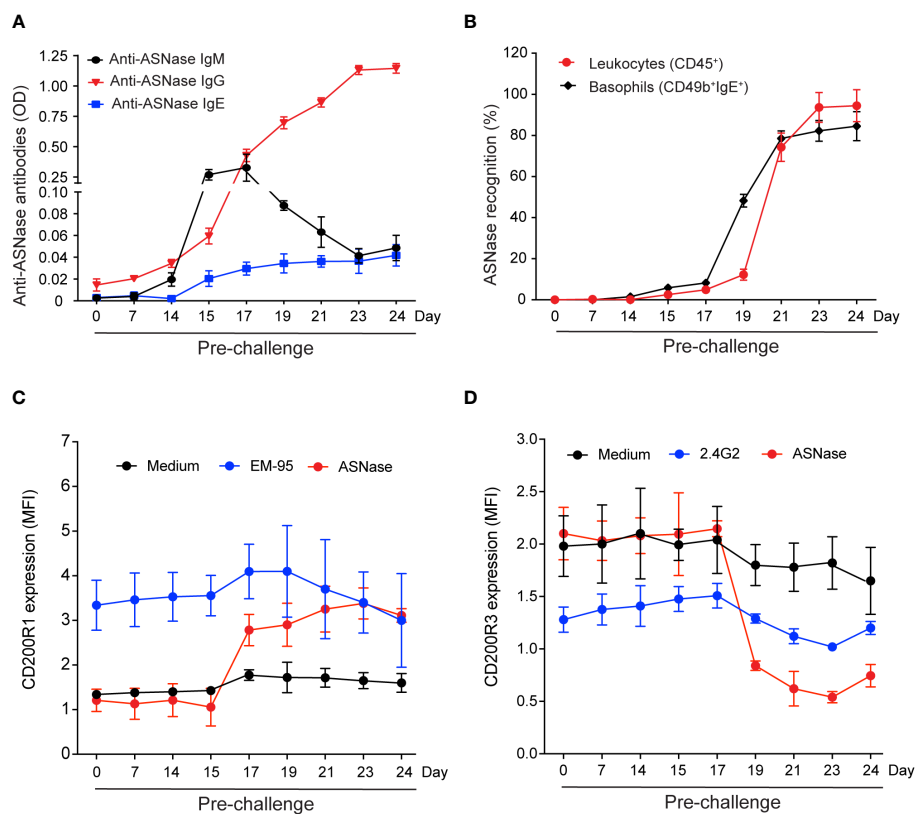 A
Anti-ASNase antibodies (OD)
1.25
1.00
0.75
0.50
0.25
0.10
0.08
0.06
0.04
0.02
0
Anti-ASNase IgM
Anti-ASNase IgG
Anti-ASNase IgE
0 7 14 15 17 19 21 23 24 Day
Pre-challenge
B
ASNase recognition (%)
120
100
80
60
40
20
0
Leukocytes (CD45⁺)
Basophils (CD49b⁺IgE⁺)
0 7 14 15 17 19 21 23 24 Day
Pre-challenge
C
CD200R1 expression (MFI)
7
6
5
4
3
2
1
0
Medium EM-95 ASNase
0 7 14 15 17 19 21 23 24 Day
Pre-challenge
D
CD200R3 expression (MFI)
3.0
2.5
2.0
1.5
1.0
0.5
0.0
Medium 2.4G2 ASNase
0 7 14 15 17 19 21 23 24 Day
Pre-challenge